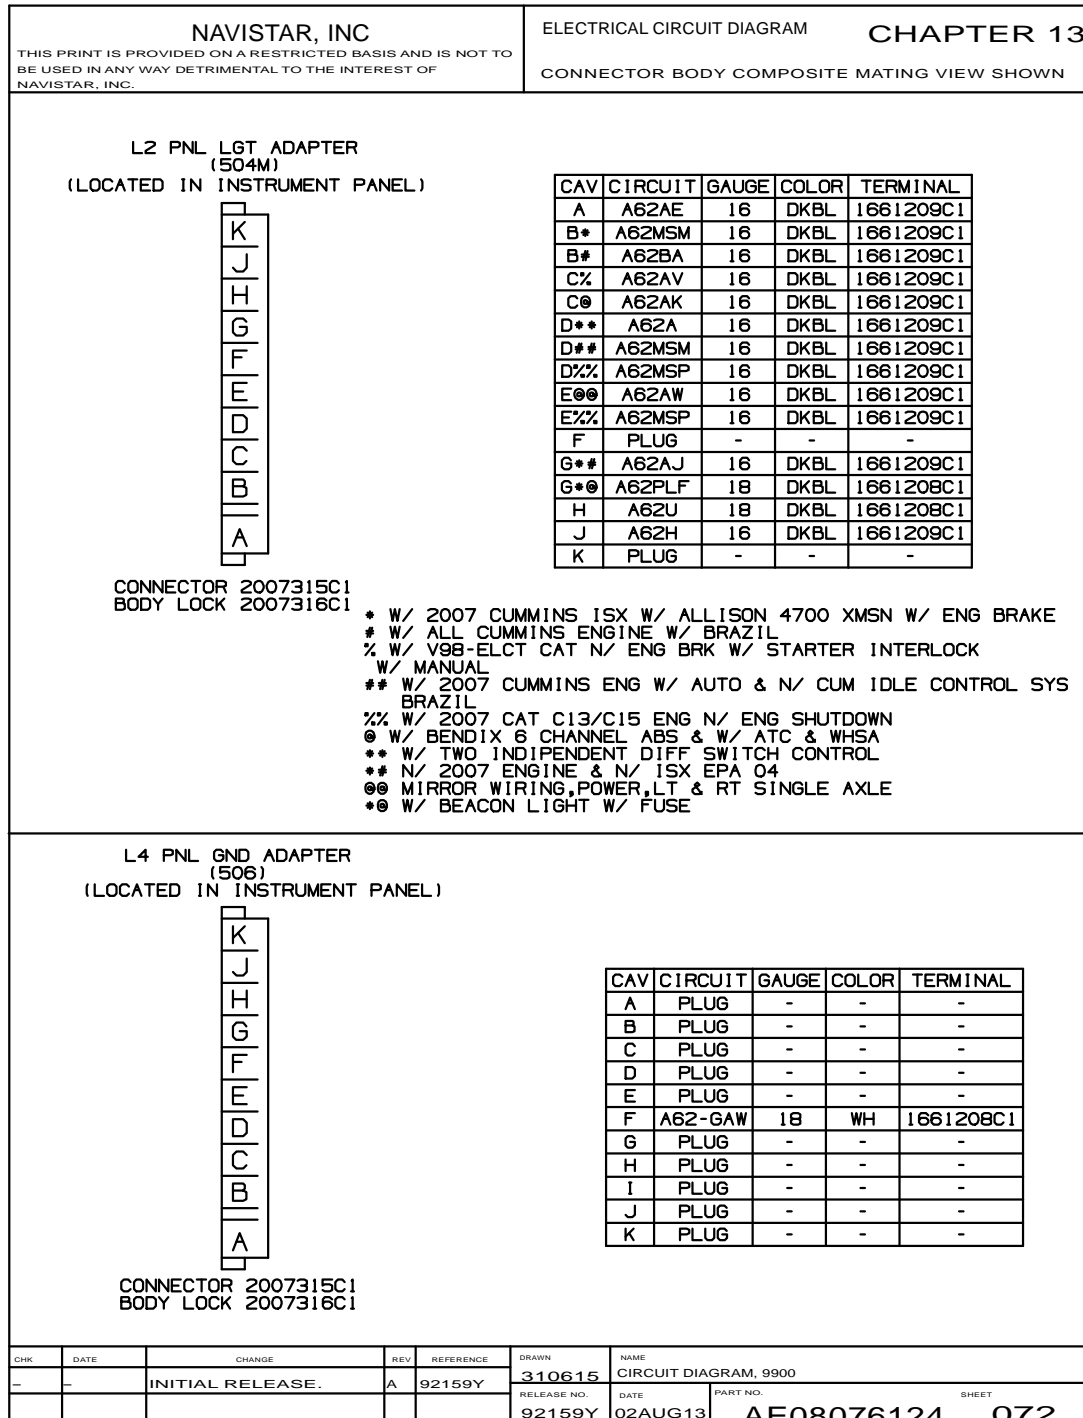 NAVISTAR, INC
THIS PRINT IS PROVIDED ON A RESTRICTED BASIS AND IS NOT TO
BE USED IN ANY WAY DETRIMENTAL TO THE INTEREST OF
NAVISTAR, INC.
ELECTRICAL CIRCUIT DIAGRAM CHAPTER 13
CONNECTOR BODY COMPOSITE MATING VIEW SHOWN
L2 PNL LGT ADAPTER
(504M)
(LOCATED IN INSTRUMENT PANEL)
K
J
H
G
F
E
D
C
B
A
CONNECTOR 2007315C1
BODY LOCK 2007316C1
CAV CIRCUIT GAUGE COLOR TERMINAL
A A62AE 16 DKBL 1661209C1
B* A62MSM 16 DKBL 1661209C1
B# A62BA 16 DKBL 1661209C1
C% A62AV 16 DKBL 1661209C1
C@ A62AK 16 DKBL 1661209C1
D** A62A 16 DKBL 1661209C1
D## A62MSM 16 DKBL 1661209C1
D%% A62MSP 16 DKBL 1661209C1
E@@ A62AW 16 DKBL 1661209C1
E%% A62MSP 16 DKBL 1661209C1
F PLUG - - -
G*# A62AJ 16 DKBL 1661209C1
G*@ A62PLF 18 DKBL 1661208C1
H A62U 18 DKBL 1661208C1
J A62H 16 DKBL 1661209C1
K PLUG - - -
* W/ 2007 CUMMINS ISX W/ ALLISON 4700 XMSN W/ ENG BRAKE
# W/ ALL CUMMINS ENGINE W/ BRAZIL
% W/ V98-ELCT CAT N/ ENG BRK W/ STARTER INTERLOCK
W/ MANUAL
## W/ 2007 CUMMINS ENG W/ AUTO & N/ CUM IDLE CONTROL SYS
BRAZIL
%% W/ 2007 CAT C13/C15 ENG N/ ENG SHUTDOWN
@ W/ BENDIX 6 CHANNEL ABS & W/ ATC & WHSA
** W/ TWO INDIPENDENT DIFF SWITCH CONTROL
*# N/ 2007 ENGINE & N/ ISX EPA 04
@@ MIRROR WIRING,POWER,LT & RT SINGLE AXLE
*@ W/ BEACON LIGHT W/ FUSE
L4 PNL GND ADAPTER
(506)
(LOCATED IN INSTRUMENT PANEL)
K
J
H
G
F
E
D
C
B
A
CONNECTOR 2007315C1
BODY LOCK 2007316C1
CAV CIRCUIT GAUGE COLOR TERMINAL
A PLUG - - -
B PLUG - - -
C PLUG - - -
D PLUG - - -
E PLUG - - -
F A62-GAW 18 WH 1661208C1
G PLUG - - -
H PLUG - - -
I PLUG - - -
J PLUG - - -
K PLUG - - -
CHK DATE CHANGE REV REFERENCE
- - INITIAL RELEASE. A 92159Y
DRAWN
310615
NAME
CIRCUIT DIAGRAM, 9900
RELEASE NO.
92159Y
DATE
02AUG13
PART NO.
AE08076124
SHEET
072